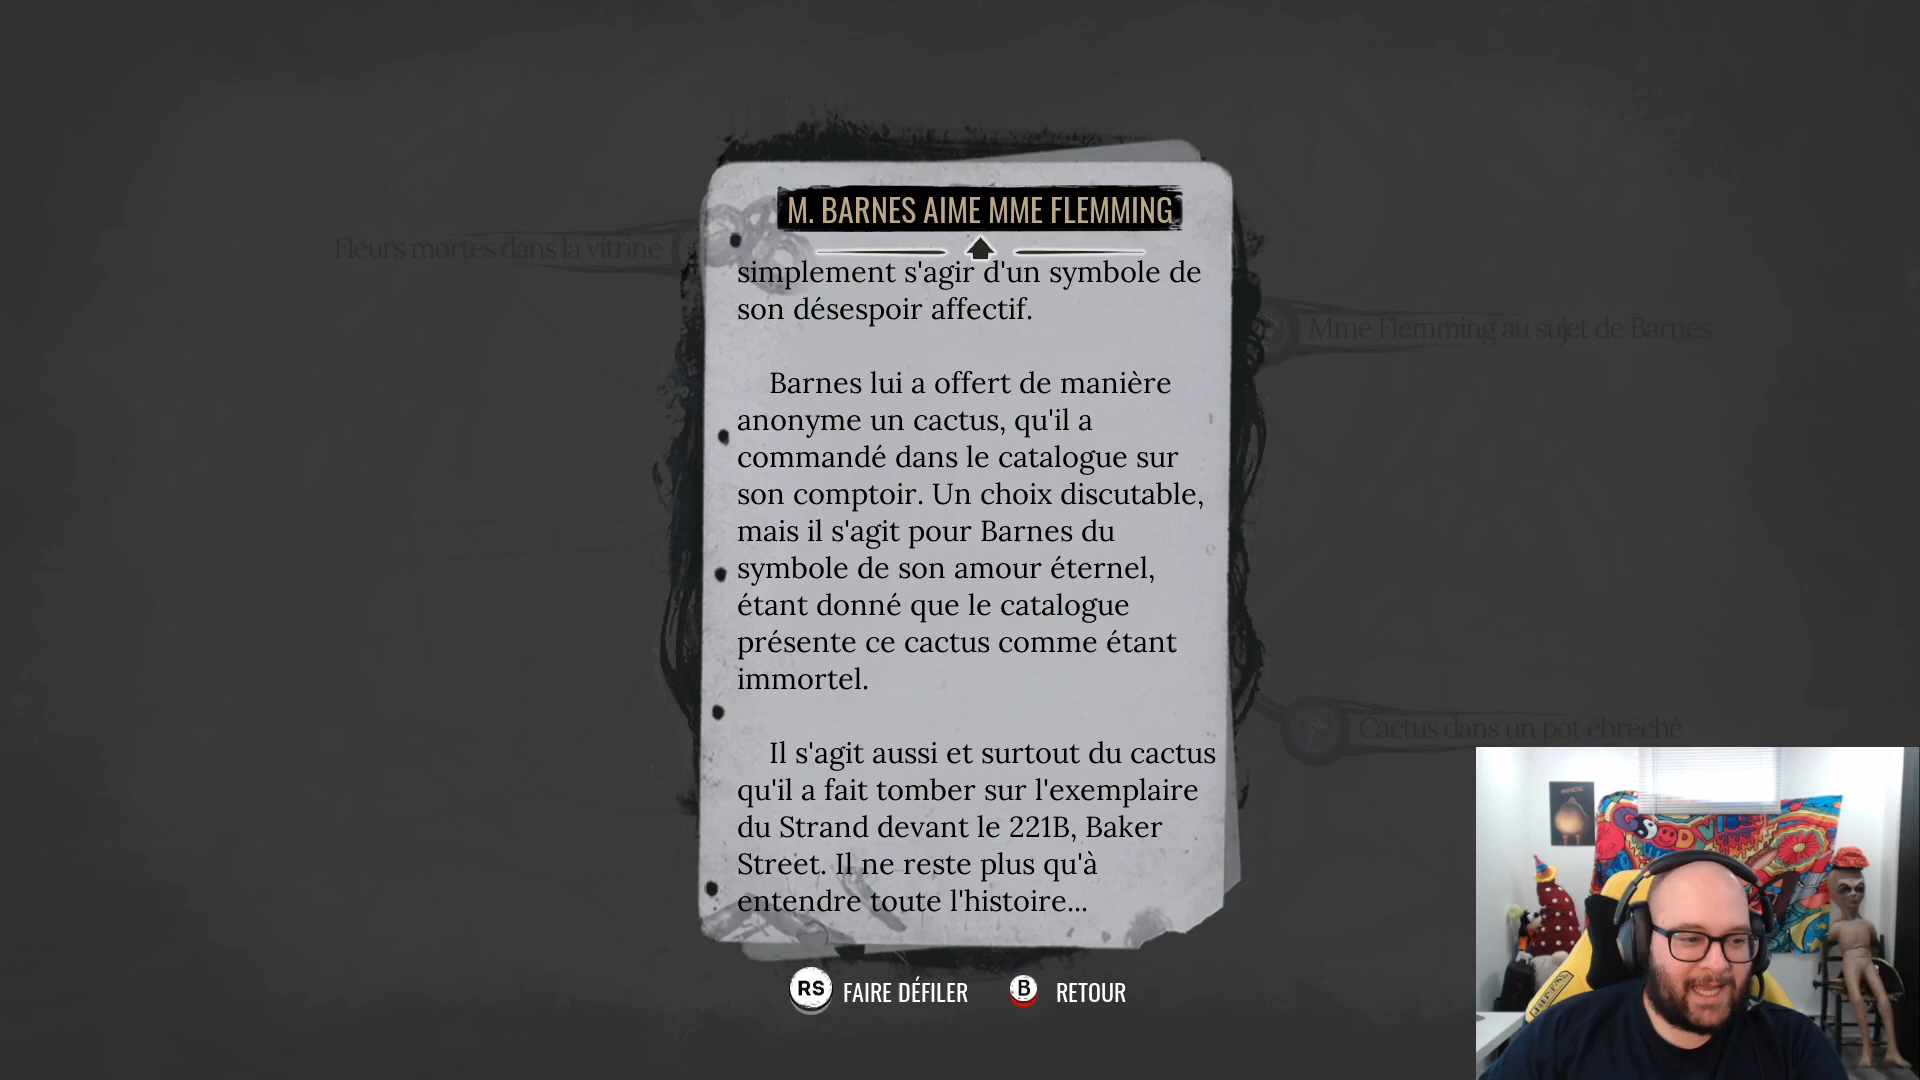 M. BARNES AIME MME FLEMMING
Fleurs mortes dans la vitrine
simplement s'agir d'un symbole de
son désespoir affectif.
Mme Flemming au sujet de Barnes
Barnes lui a offert de manière
anonyme un cactus, qu'il a
commandé dans le catalogue sur
son comptoir. Un choix discutable,
mais il s'agit pour Barnes du
symbole de son amour éternel,
étant donné que le catalogue
présente ce cactus comme étant
immortel.
Cactus dans un pot ébréché
Il s'agit aussi et surtout du cactus
qu'il a fait tomber sur l'exemplaire
du Strand devant le 221B, Baker
Street. Il ne reste plus qu'à
entendre toute l'histoire...
RS FAIRE DÉFILER B RETOUR
GOOD VIBES